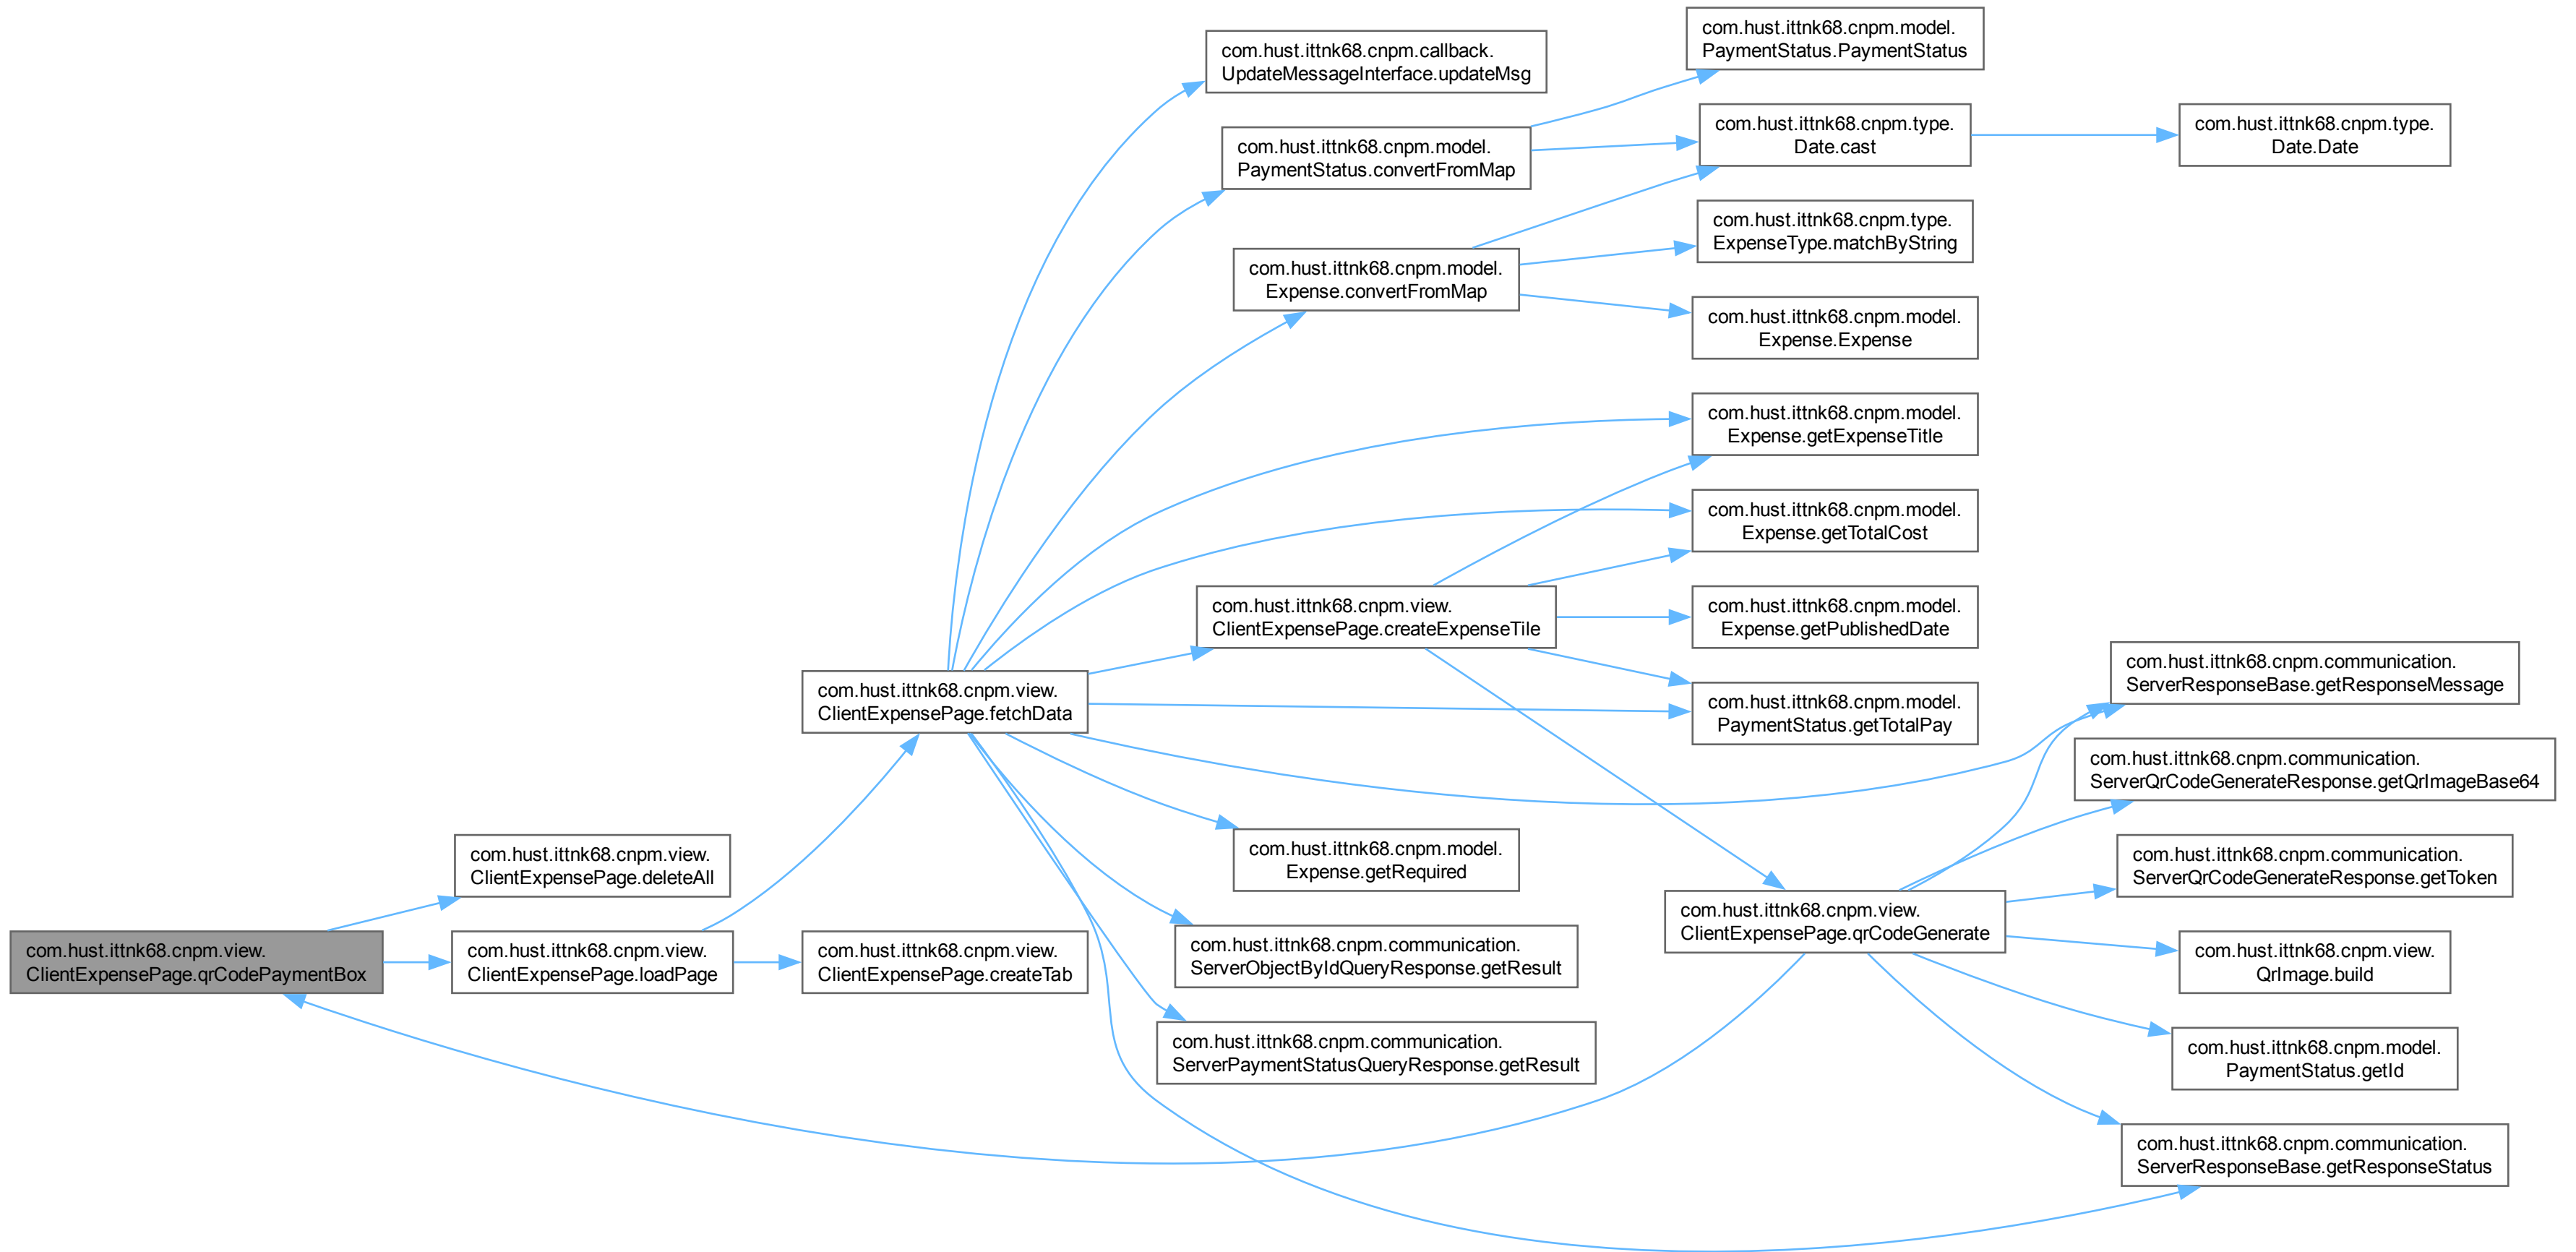 com.hust.ittnk68.cnpm.view.
ClientExpensePage.qrCodePaymentBox
com.hust.ittnk68.cnpm.view.
ClientExpensePage.deleteAll
com.hust.ittnk68.cnpm.view.
ClientExpensePage.loadPage
com.hust.ittnk68.cnpm.view.
ClientExpensePage.fetchData
com.hust.ittnk68.cnpm.view.
ClientExpensePage.createTab
com.hust.ittnk68.cnpm.callback.
UpdateMessageInterface.updateMsg
com.hust.ittnk68.cnpm.model.
PaymentStatus.convertFromMap
com.hust.ittnk68.cnpm.model.
Expense.convertFromMap
com.hust.ittnk68.cnpm.view.
ClientExpensePage.createExpenseTile
com.hust.ittnk68.cnpm.model.
Expense.getRequired
com.hust.ittnk68.cnpm.communication.
ServerObjectByIdQueryResponse.getResult
com.hust.ittnk68.cnpm.communication.
ServerPaymentStatusQueryResponse.getResult
com.hust.ittnk68.cnpm.model.
PaymentStatus.PaymentStatus
com.hust.ittnk68.cnpm.type.
Date.cast
com.hust.ittnk68.cnpm.type.
ExpenseType.matchByString
com.hust.ittnk68.cnpm.model.
Expense.Expense
com.hust.ittnk68.cnpm.model.
Expense.getExpenseTitle
com.hust.ittnk68.cnpm.model.
Expense.getTotalCost
com.hust.ittnk68.cnpm.model.
Expense.getPublishedDate
com.hust.ittnk68.cnpm.model.
PaymentStatus.getTotalPay
com.hust.ittnk68.cnpm.view.
ClientExpensePage.qrCodeGenerate
com.hust.ittnk68.cnpm.type.
Date.Date
com.hust.ittnk68.cnpm.communication.
ServerResponseBase.getResponseMessage
com.hust.ittnk68.cnpm.communication.
ServerQrCodeGenerateResponse.getQrImageBase64
com.hust.ittnk68.cnpm.communication.
ServerQrCodeGenerateResponse.getToken
com.hust.ittnk68.cnpm.view.
QrImage.build
com.hust.ittnk68.cnpm.model.
PaymentStatus.getId
com.hust.ittnk68.cnpm.communication.
ServerResponseBase.getResponseStatus